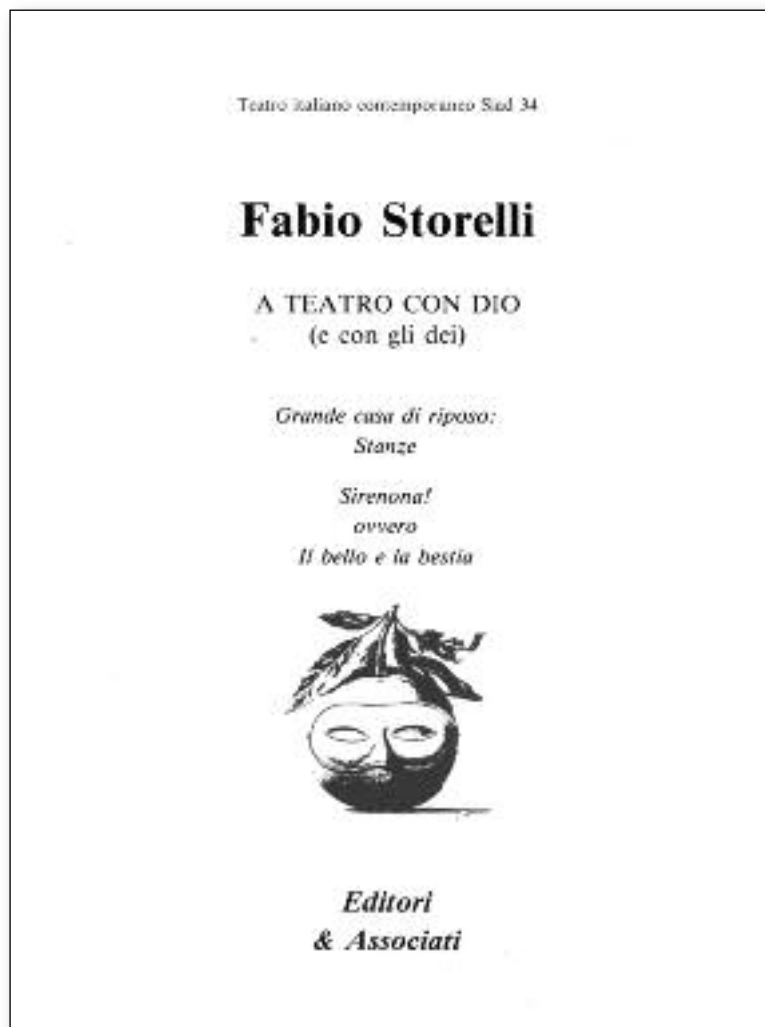 Teatro italiano contemporaneo Siad 34
Fabio Storelli
A TEATRO CON DIO
(e con gli dei)
Grande casa di riposo:
Stanze
Sirenona!
ovvero
Il bello e la bestia
Editori
& Associati